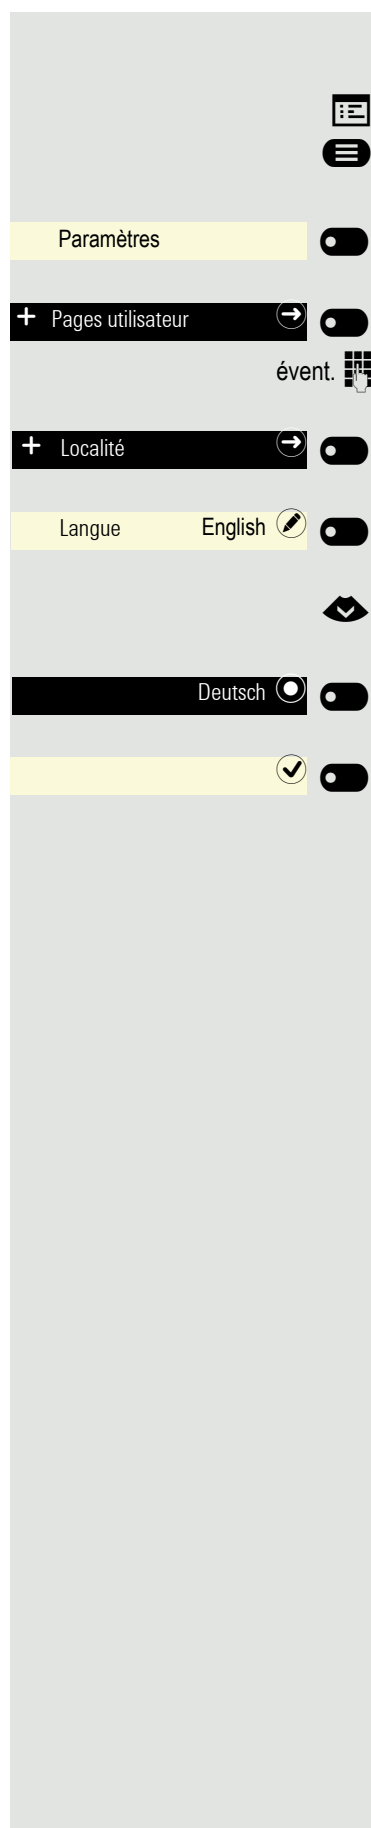 Paramètres
Pages utilisateur
évent.
Localité
Langue English
Deutsch